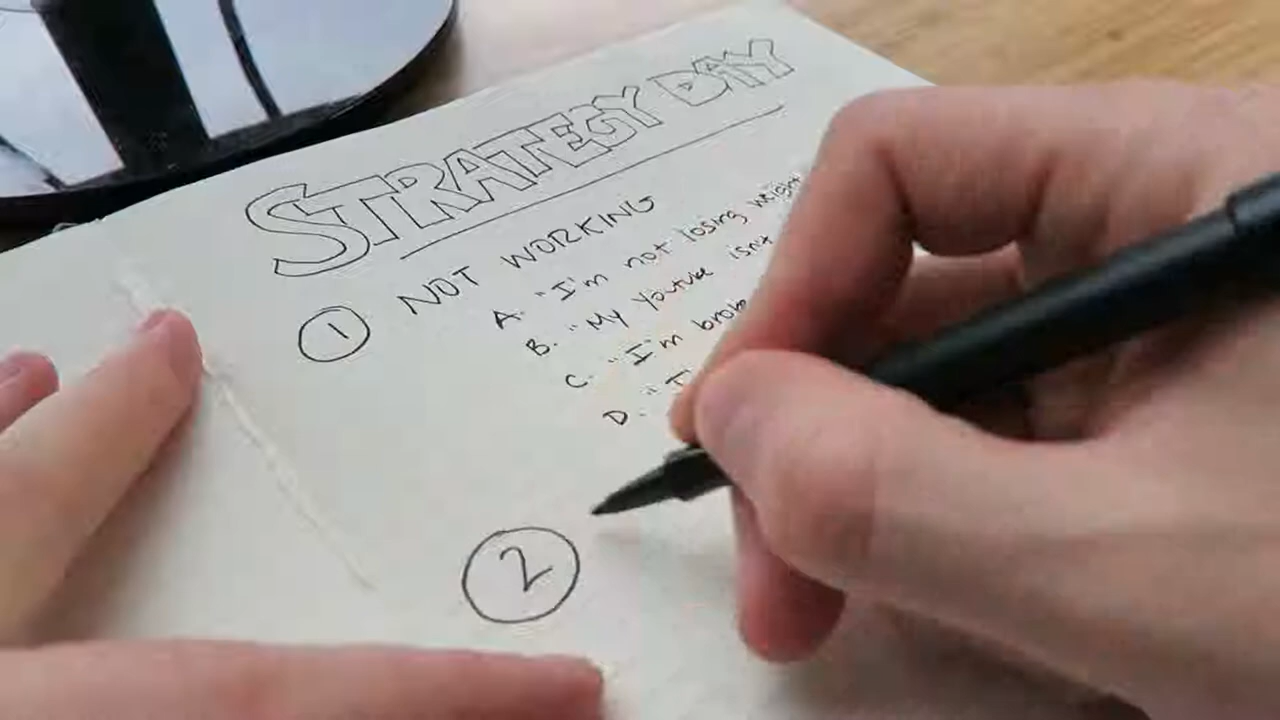 STRATEGY DAY
1 NOT WORKING
A. "I'm not losing weight
B. "My Youtube isn't
C. "I'm broke
D. "I
2